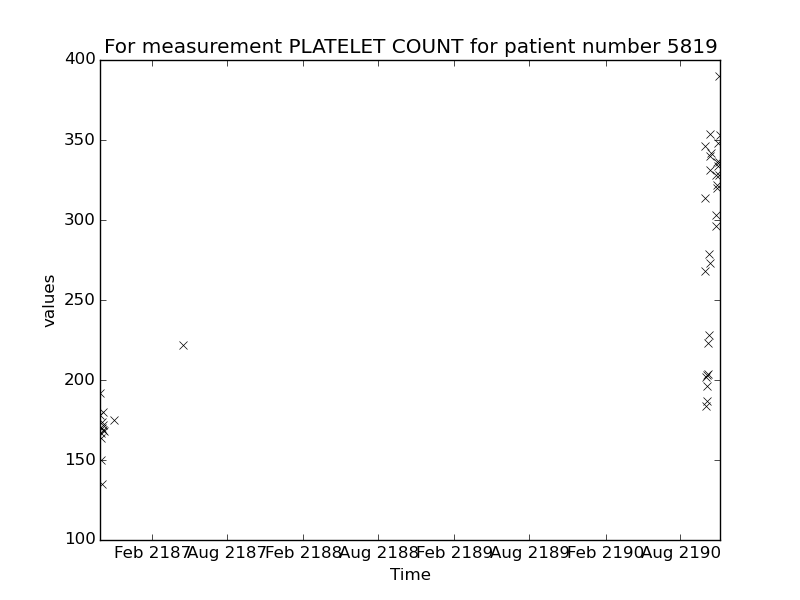 For measurement PLATELET COUNT for patient number 5819
400
350
300
250
200
150
100
values
Feb 2187 Aug 2187 Feb 2188 Aug 2188 Feb 2189 Aug 2189 Feb 2190 Aug 2190
Time